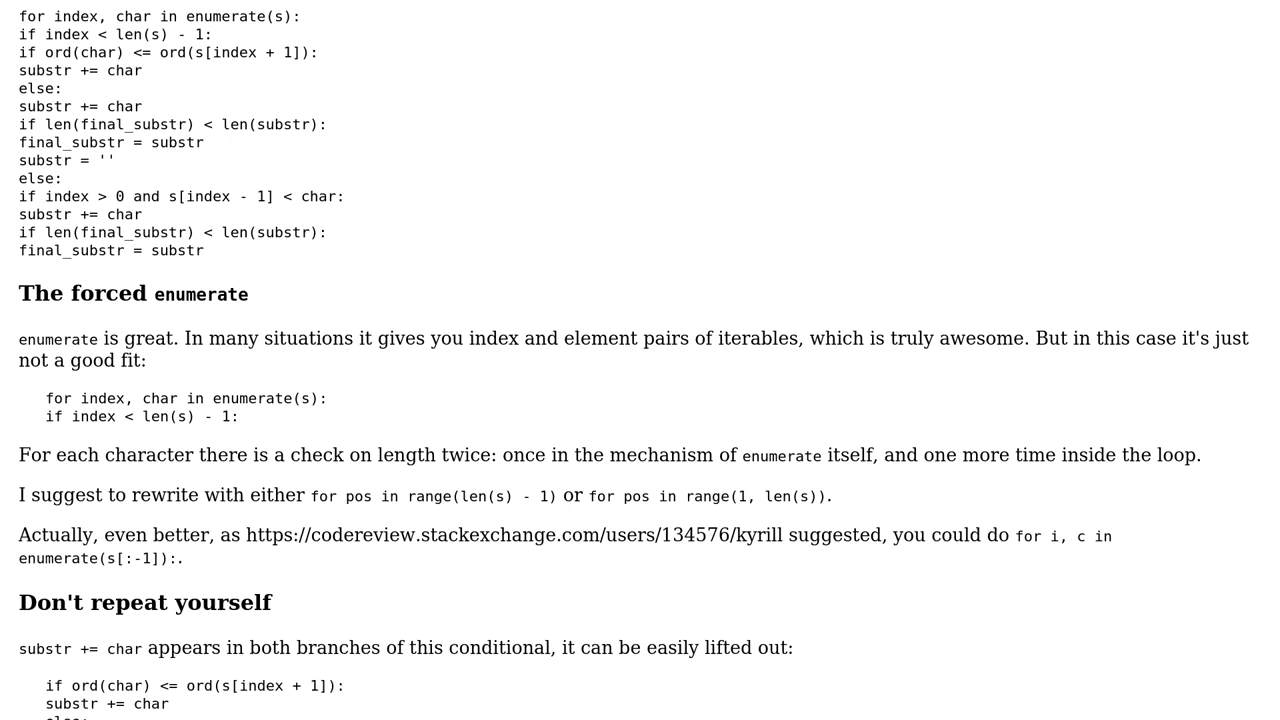 for index, char in enumerate(s):
if index < len(s) - 1:
if ord(char) <= ord(s[index + 1]):
substr += char
else:
substr += char
if len(final_substr) < len(substr):
final_substr = substr
substr = ''
else:
if index > 0 and s[index - 1] < char:
substr += char
if len(final_substr) < len(substr):
final_substr = substr
The forced enumerate
enumerate is great. In many situations it gives you index and element pairs of iterables, which is truly awesome. But in this case it's just
not a good fit:
for index, char in enumerate(s):
if index < len(s) - 1:
For each character there is a check on length twice: once in the mechanism of enumerate itself, and one more time inside the loop.
I suggest to rewrite with either for pos in range(len(s) - 1) or for pos in range(1, len(s)).
Actually, even better, as https://codereview.stackexchange.com/users/134576/kyrill suggested, you could do for i, c in
enumerate(s[:-1]):.
Don't repeat yourself
substr += char appears in both branches of this conditional, it can be easily lifted out:
if ord(char) <= ord(s[index + 1]):
substr += char
else: